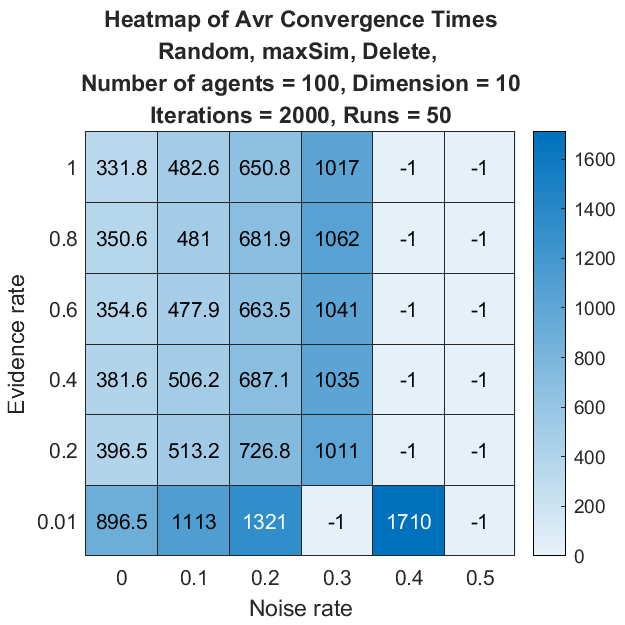 Heatmap of Avr Convergence Times
Random, maxSim, Delete,
Number of agents = 100, Dimension = 10
Iterations = 2000, Runs = 50
1 331.8 482.6 650.8 1017 -1 -1
0.8 350.6 481 681.9 1062 -1 -1
0.6 354.6 477.9 663.5 1041 -1 -1
0.4 381.6 506.2 687.1 1035 -1 -1
0.2 396.5 513.2 726.8 1011 -1 -1
0.01 896.5 1113 1321 -1 1710 -1
0 0.1 0.2 0.3 0.4 0.5
Noise rate
Evidence rate
1600
1400
1200
1000
800
600
400
200
0